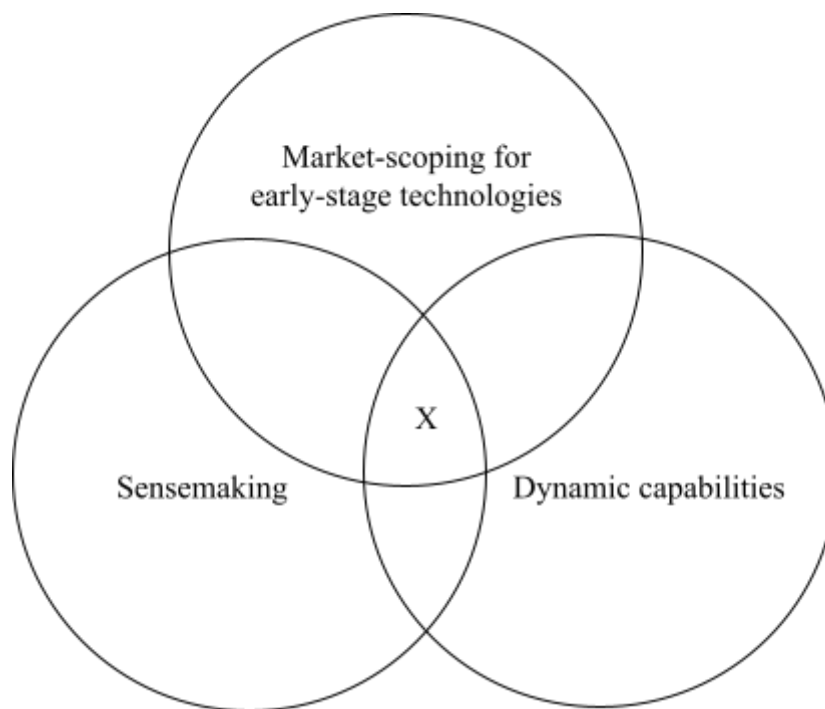 Market-scoping for
early-stage technologies
X
Sensemaking
Dynamic capabilities